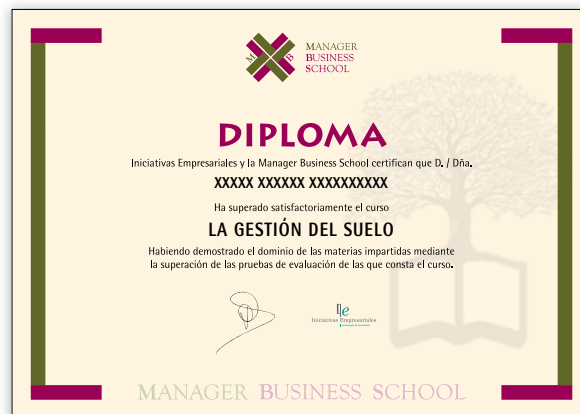 M B
MANAGER
BUSINESS
SCHOOL
DIPLOMA
Iniciativas Empresariales y la Manager Business School certifican que D. / Dña.
XXXXX XXXXXX XXXXXXXXXX
Ha superado satisfactoriamente el curso
LA GESTIÓN DEL SUELO
Habiendo demostrado el dominio de las materias impartidas mediante
la superación de las pruebas de evaluación de las que consta el curso.
Ie
Iniciativas Empresariales
MANAGER BUSINESS SCHOOL